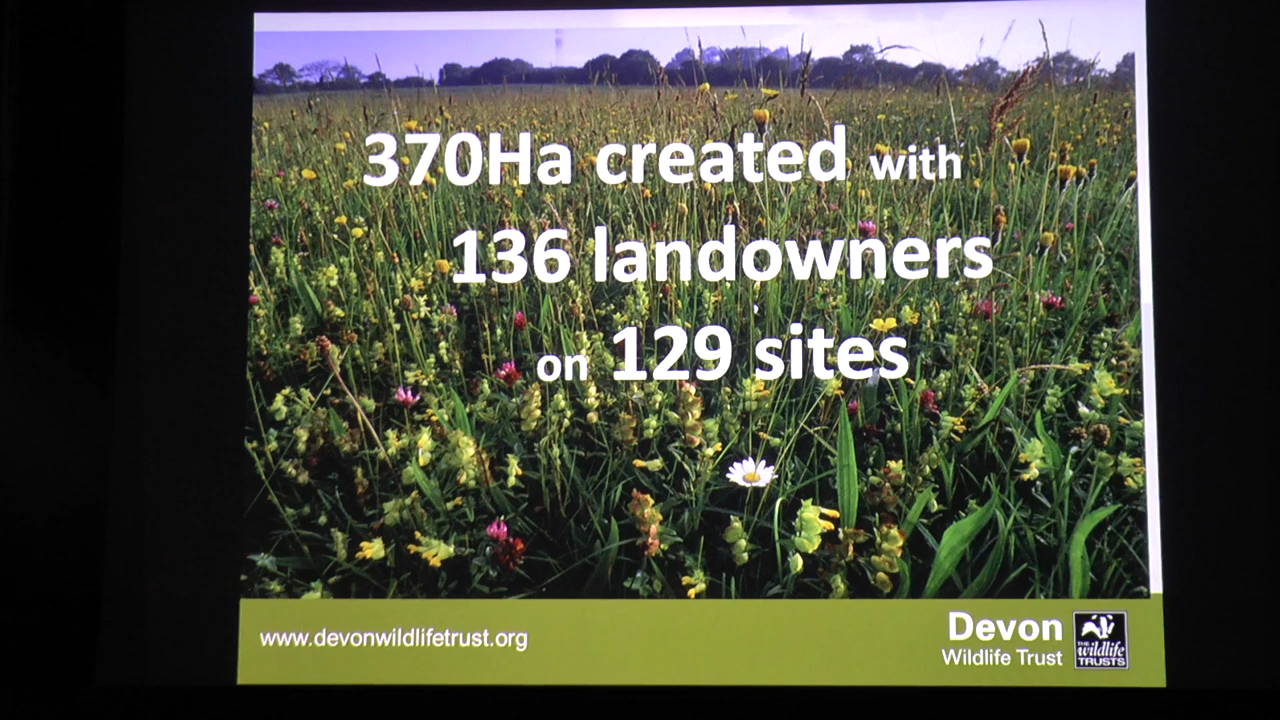 370Ha created with
136 landowners
on 129 sites
www.devonwildlifetrust.org
Devon
Wildlife Trust
THE
wildlife
TRUSTS